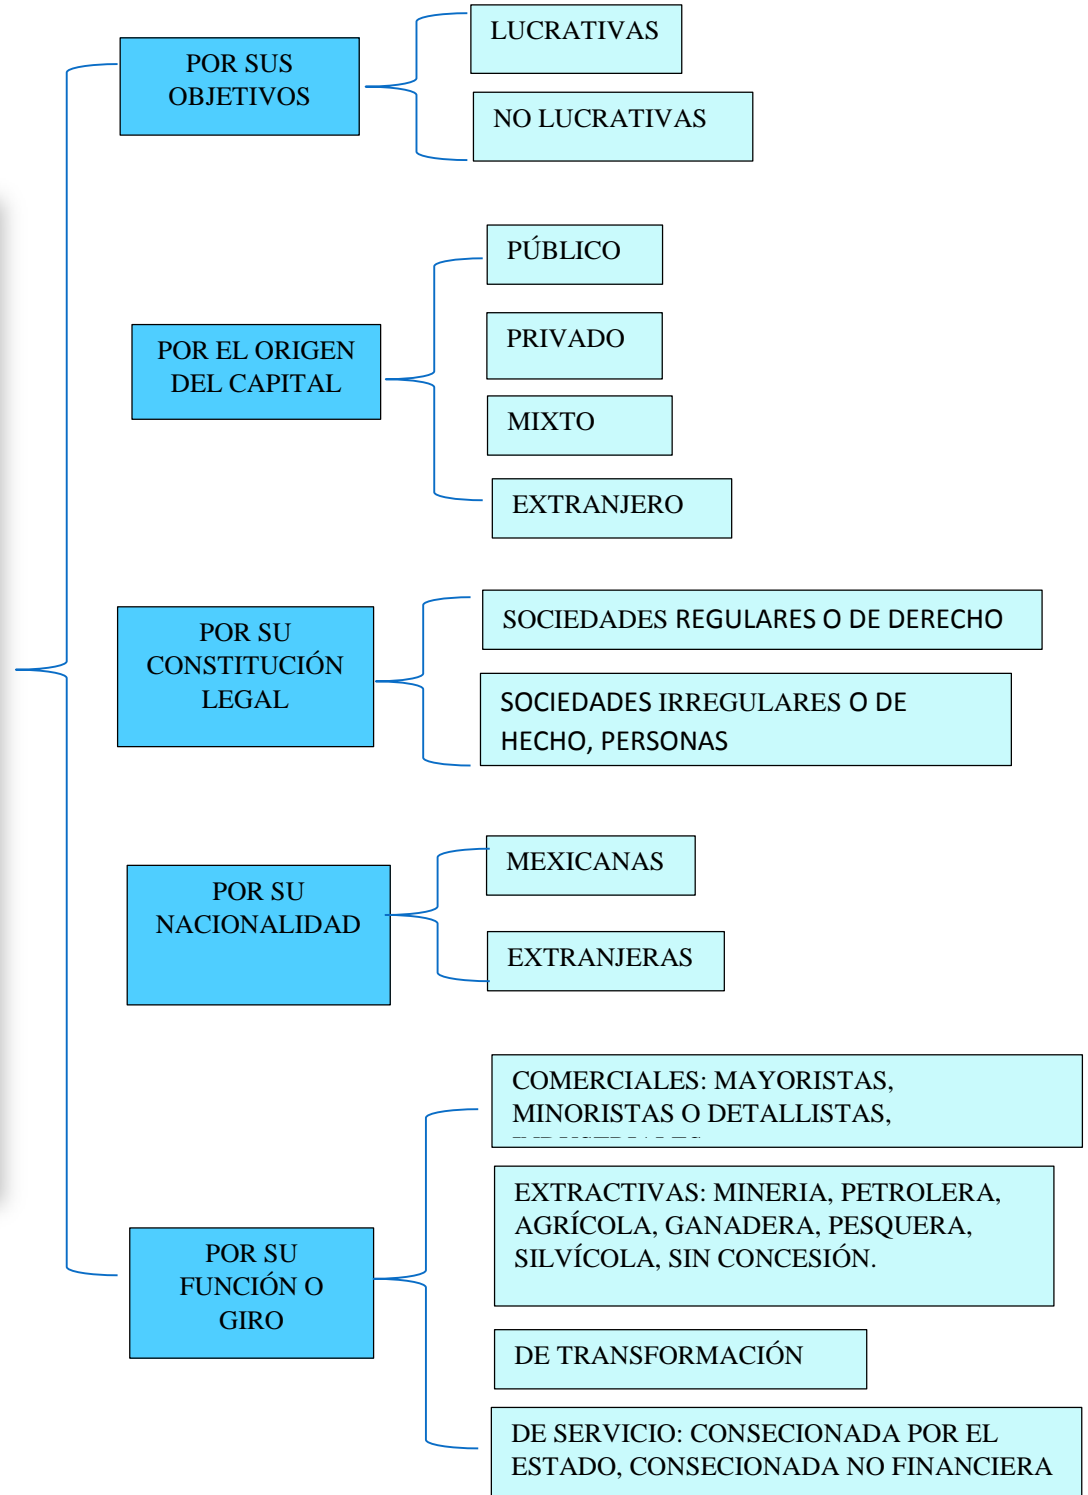 POR SUS
OBJETIVOS
LUCRATIVAS
NO LUCRATIVAS
POR EL ORIGEN
DEL CAPITAL
PÚBLICO
PRIVADO
MIXTO
EXTRANJERO
POR SU
CONSTITUCIÓN
LEGAL
SOCIEDADES REGULARES O DE DERECHO
SOCIEDADES IRREGULARES O DE
HECHO, PERSONAS
POR SU
NACIONALIDAD
MEXICANAS
EXTRANJERAS
POR SU
FUNCIÓN O
GIRO
COMERCIALES: MAYORISTAS,
MINORISTAS O DETALLISTAS,
EXTRACTIVAS: MINERIA, PETROLERA,
AGRÍCOLA, GANADERA, PESQUERA,
SILVÍCOLA, SIN CONCESIÓN.
DE TRANSFORMACIÓN
DE SERVICIO: CONSECIONADA POR EL
ESTADO, CONSECIONADA NO FINANCIERA